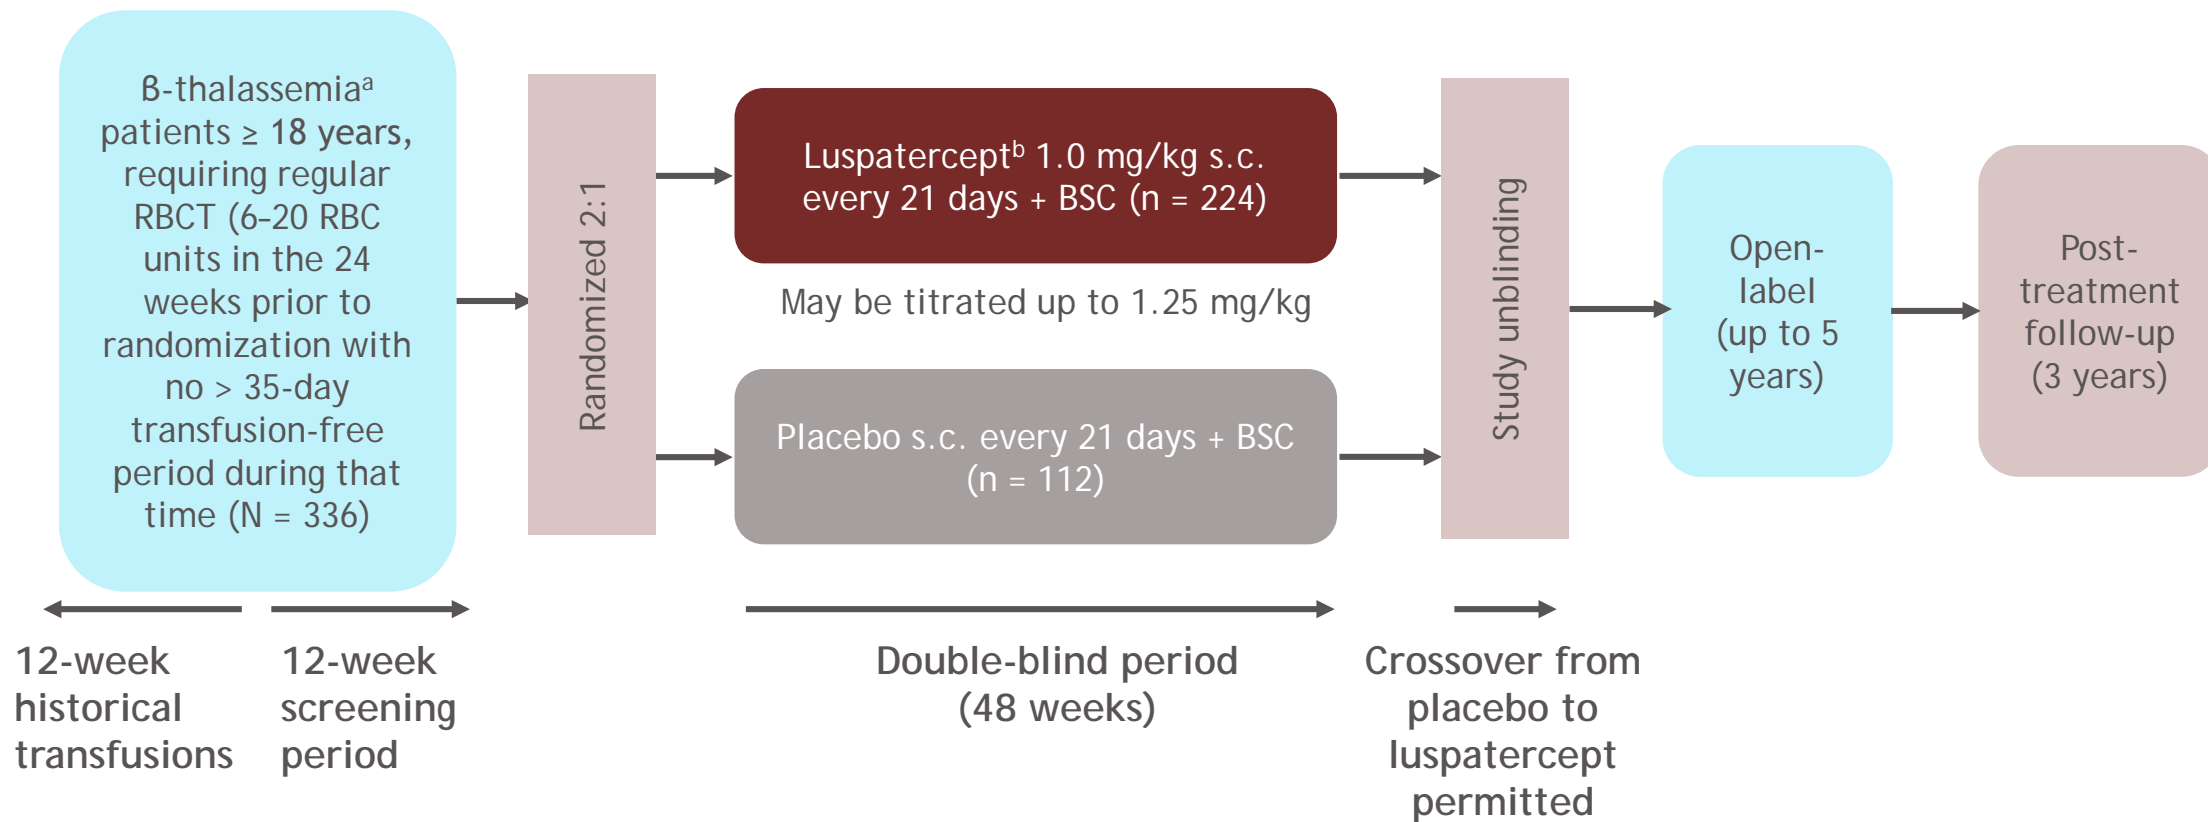 ß-thalassemiaᵃ
patients ≥ 18 years,
requiring regular
RBCT (6–20 RBC
units in the 24
weeks prior to
randomization with
no > 35-day
transfusion-free
period during that
time (N = 336)
Randomized 2:1
Luspaterceptᵇ 1.0 mg/kg s.c.
every 21 days + BSC (n = 224)
May be titrated up to 1.25 mg/kg
Placebo s.c. every 21 days + BSC
(n = 112)
Study unblinding
Open-
label
(up to 5
years)
Post-
treatment
follow-up
(3 years)
12-week
historical
transfusions
12-week
screening
period
Double-blind period
(48 weeks)
Crossover from
placebo to
luspatercept
permitted